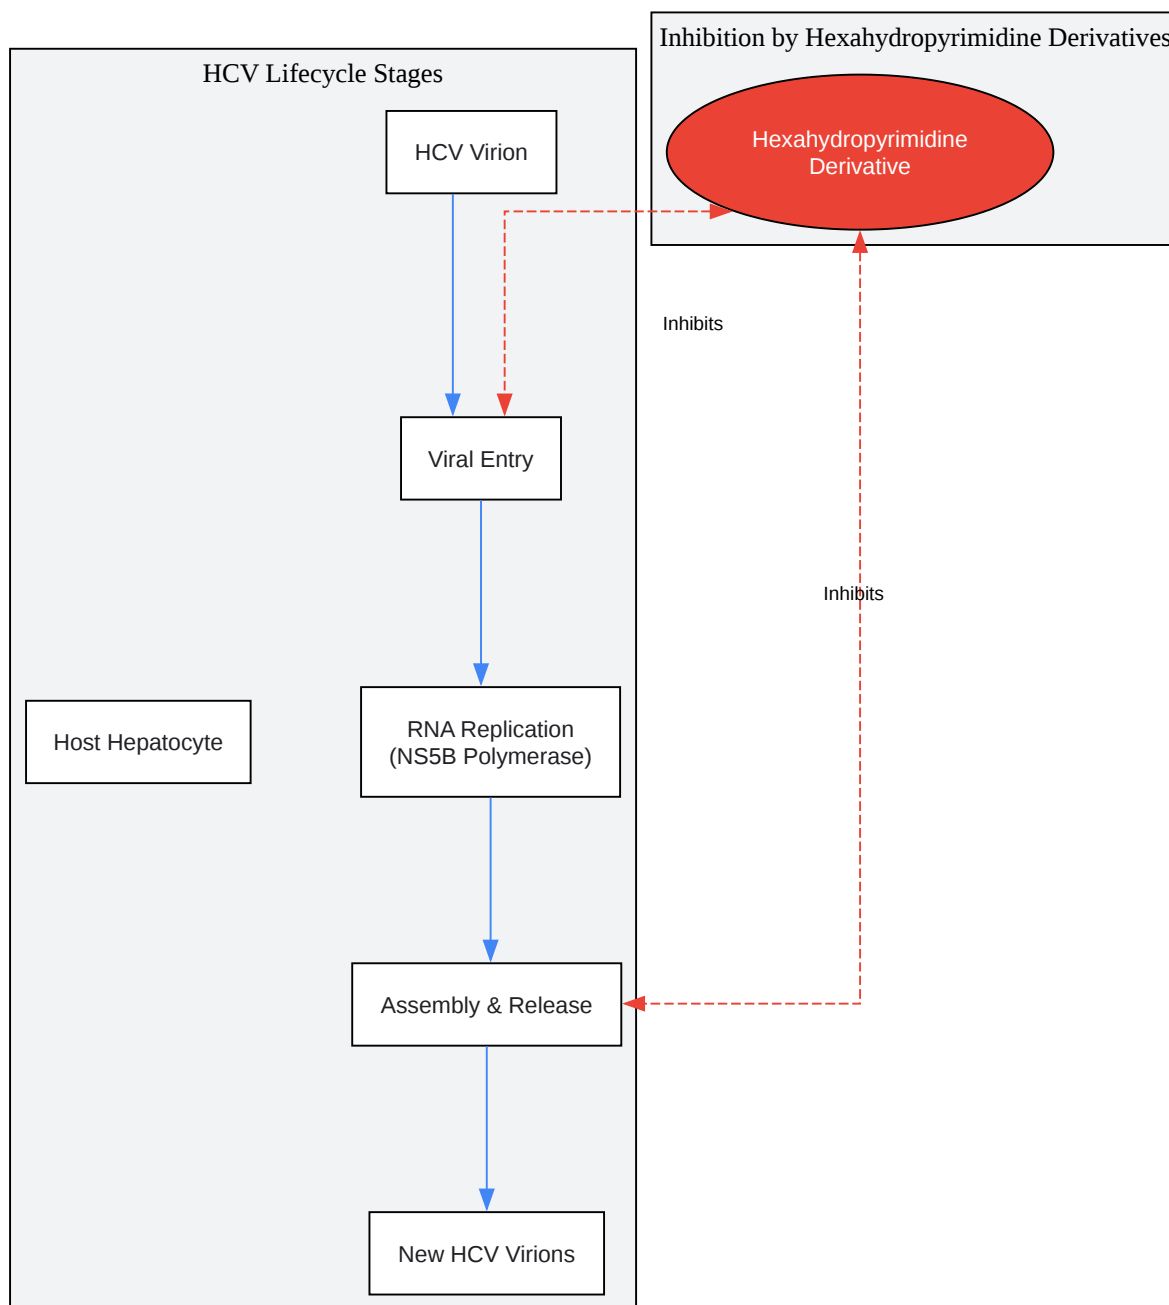 Inhibition by Hexahydropyrimidine Derivatives
HCV Lifecycle Stages
HCV Virion
Hexahydropyrimidine
Derivative
Inhibits
Viral Entry
Inhibits
Host Hepatocyte
RNA Replication
(NS5B Polymerase)
Assembly & Release
New HCV Virions